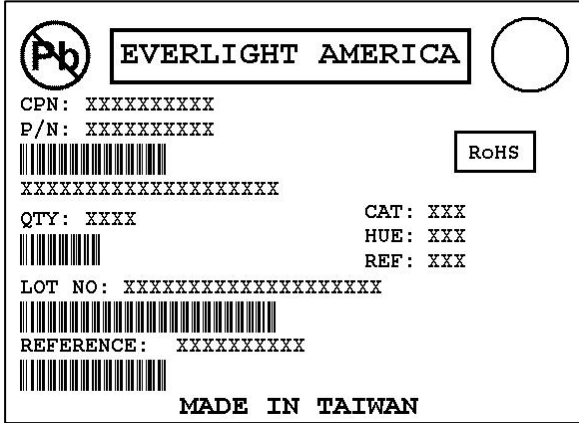 Pb
EVERLIGHT AMERICA
CPN: XXXXXXXXXX
P/N: XXXXXXXXXX
RoHS
XXXXXXXXXXXXXXXXXXXX
QTY: XXXX
CAT: XXX
HUE: XXX
REF: XXX
LOT NO: XXXXXXXXXXXXXXXXXXXX
REFERENCE: XXXXXXXXXX
MADE IN TAIWAN